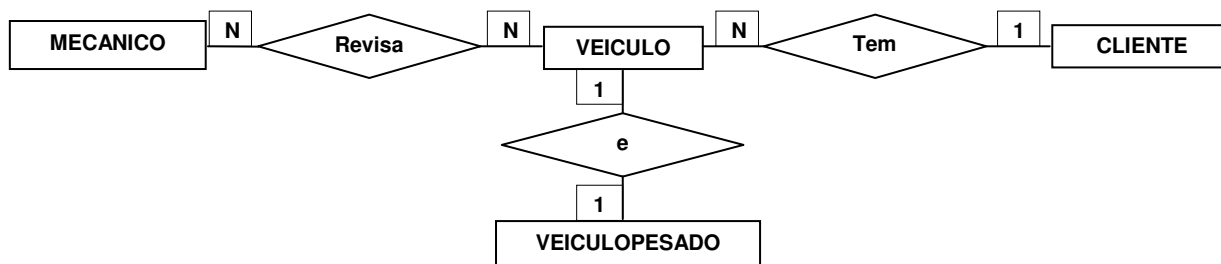 MECANICO N Revisa N VEICULO N Tem 1 CLIENTE
1
e
1
VEICULOPESADO